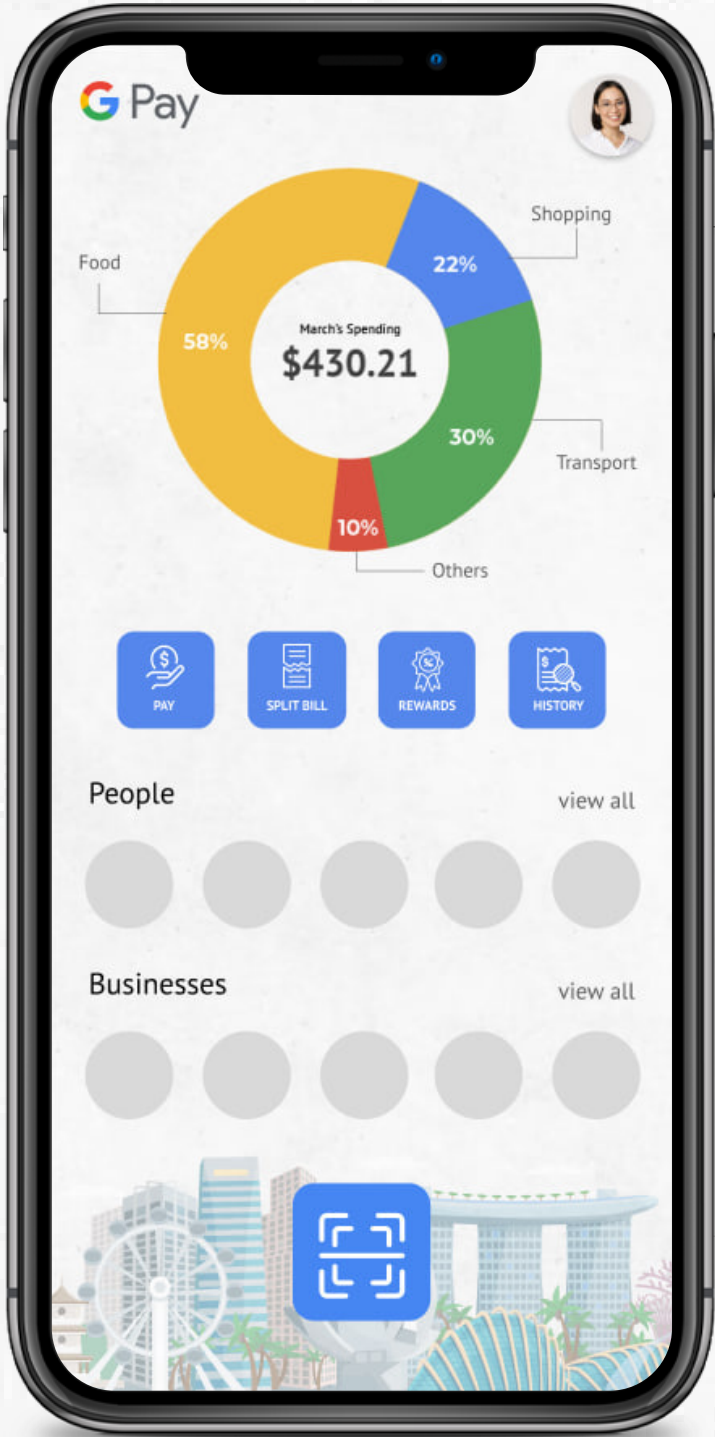 G Pay
Shopping
Food
22%
58%
March's Spending
$430.21
30%
Transport
10%
Others
$
%
$
PAY
SPLIT BILL
REWARDS
HISTORY
People
view all
Businesses
view all